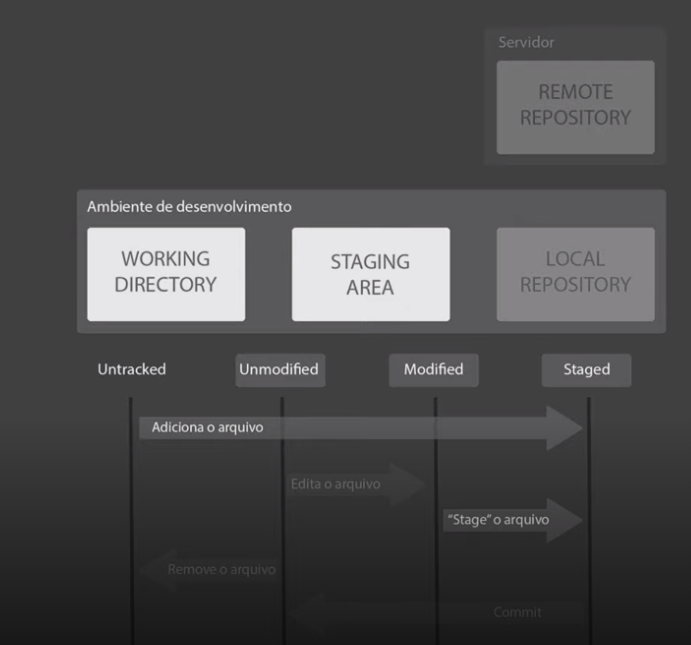 Servidor
REMOTE
REPOSITORY
Ambiente de desenvolvimento
WORKING
DIRECTORY
STAGING
AREA
LOCAL
REPOSITORY
Untracked
Unmodified
Modified
Staged
Adiciona o arquivo
Edita o arquivo
“Stage” o arquivo
Remove o arquivo
Commit